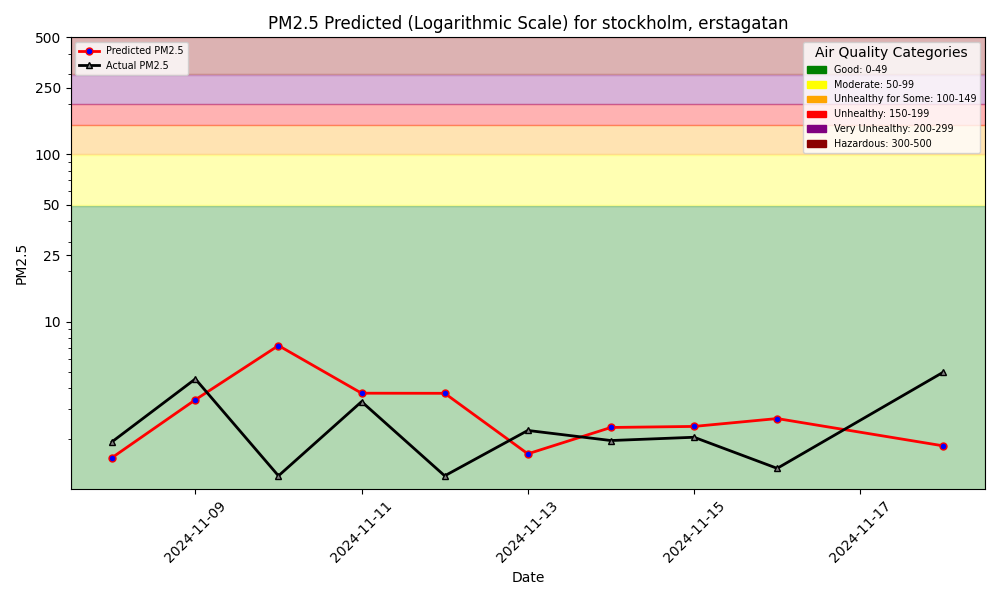 PM2.5 Predicted (Logarithmic Scale) for stockholm, erstagatan
Predicted PM2.5
Actual PM2.5
Air Quality Categories
Good: 0-49
Moderate: 50-99
Unhealthy for Some: 100-149
Unhealthy: 150-199
Very Unhealthy: 200-299
Hazardous: 300-500
500
250
100
50
25
10
PM2.5
2024-11-09
2024-11-11
2024-11-13
2024-11-15
2024-11-17
Date